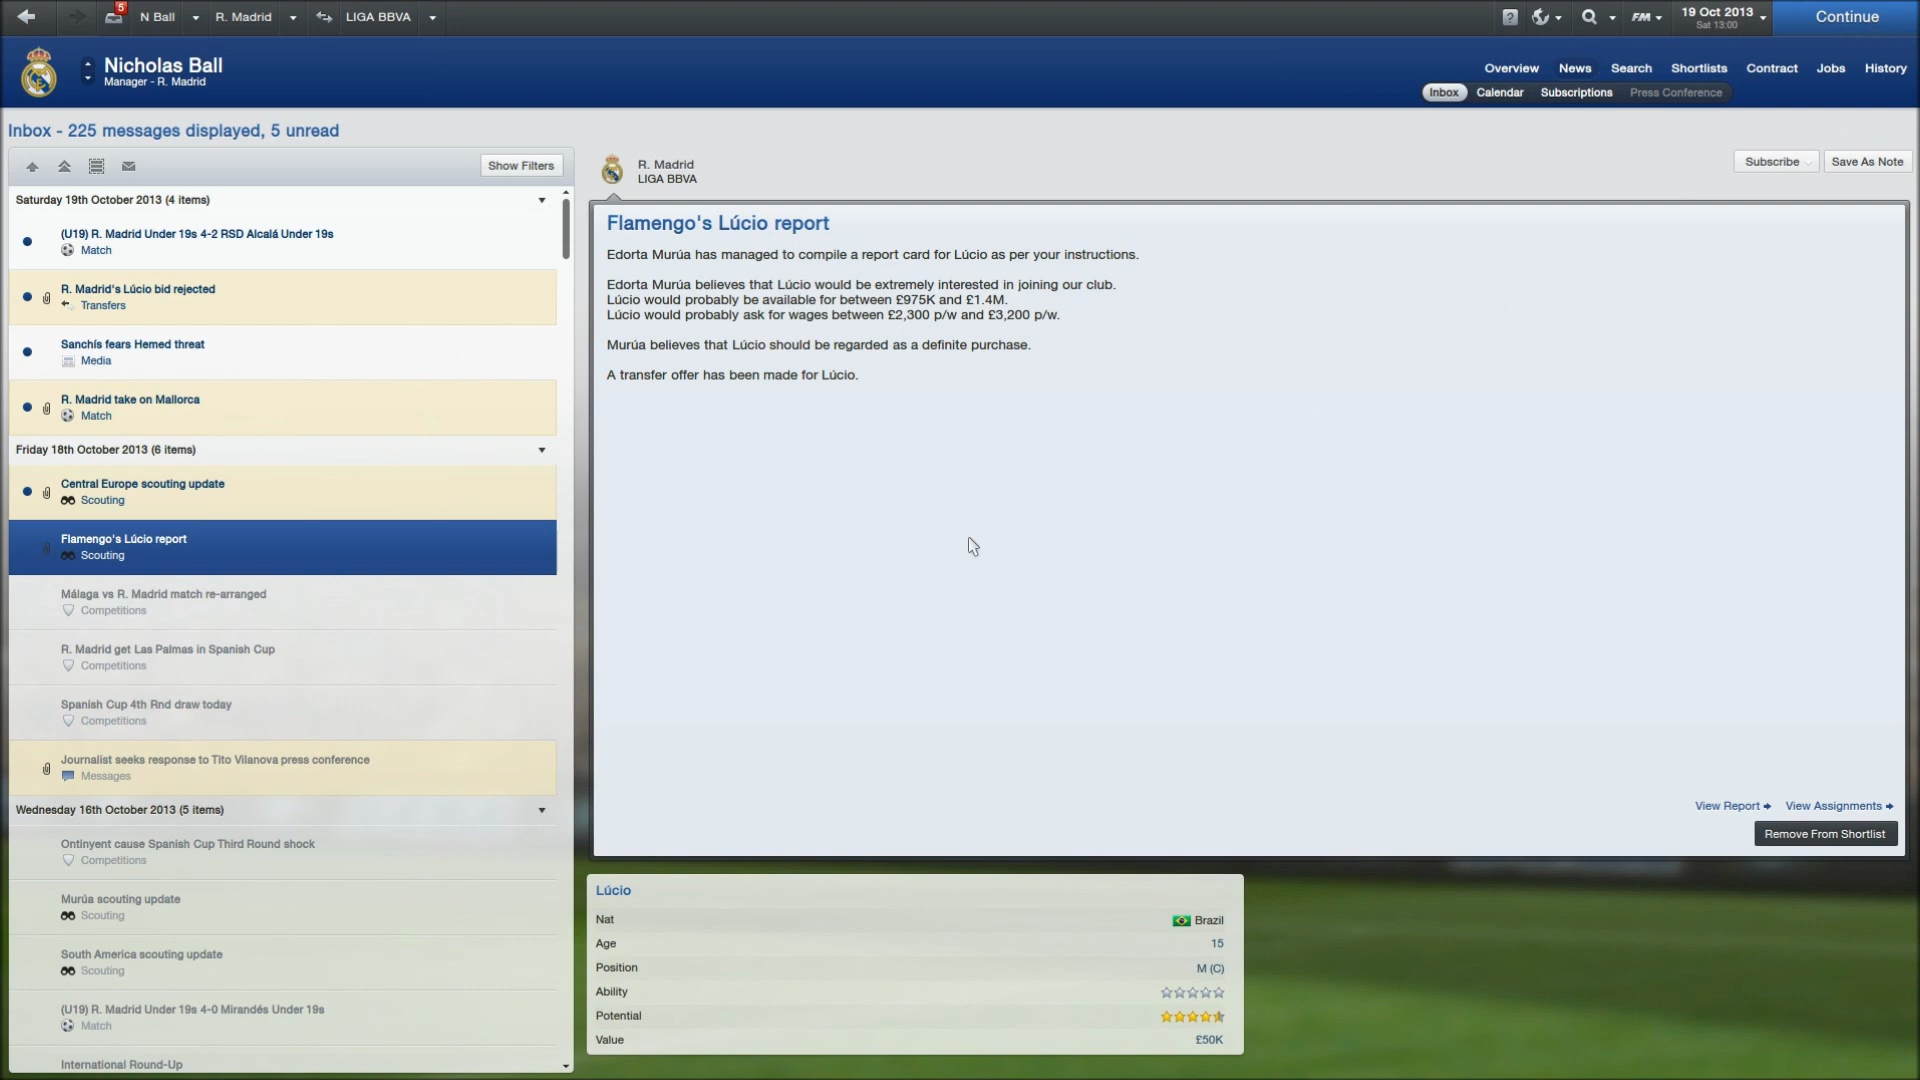 5
N Ball
R. Madrid
LIGA BBVA
?
FM
19 Oct 2013
Sat 13:00
Continue
Nicholas Ball
Manager - R. Madrid
Overview
News
Search
Shortlists
Contract
Jobs
History
Inbox
Calendar
Subscriptions
Press Conference
Inbox - 225 messages displayed, 5 unread
Show Filters
Saturday 19th October 2013 (4 items)
(U19) R. Madrid Under 19s 4-2 RSD Alcalá Under 19s
Match
R. Madrid's Lúcio bid rejected
Transfers
Sanchís fears Hemed threat
Media
R. Madrid take on Mallorca
Match
Friday 18th October 2013 (6 items)
Central Europe scouting update
Scouting
Flamengo's Lúcio report
Scouting
Málaga vs R. Madrid match re-arranged
Competitions
R. Madrid get Las Palmas in Spanish Cup
Competitions
Spanish Cup 4th Rnd draw today
Competitions
Journalist seeks response to Tito Vilanova press conference
Messages
Wednesday 16th October 2013 (5 items)
Ontinyent cause Spanish Cup Third Round shock
Competitions
Murúa scouting update
Scouting
South America scouting update
Scouting
(U19) R. Madrid Under 19s 4-0 Mirandés Under 19s
Match
International Round-Up
R. Madrid
LIGA BBVA
Subscribe
Save As Note
Flamengo's Lúcio report
Edorta Murúa has managed to compile a report card for Lúcio as per your instructions.
Edorta Murúa believes that Lúcio would be extremely interested in joining our club.
Lúcio would probably be available for between £975K and £1.4M.
Lúcio would probably ask for wages between £2,300 p/w and £3,200 p/w.
Murúa believes that Lúcio should be regarded as a definite purchase.
A transfer offer has been made for Lúcio.
View Report
View Assignments
Remove From Shortlist
Lúcio
Nat Brazil
Age 15
Position M (C)
Ability
Potential
Value £50K